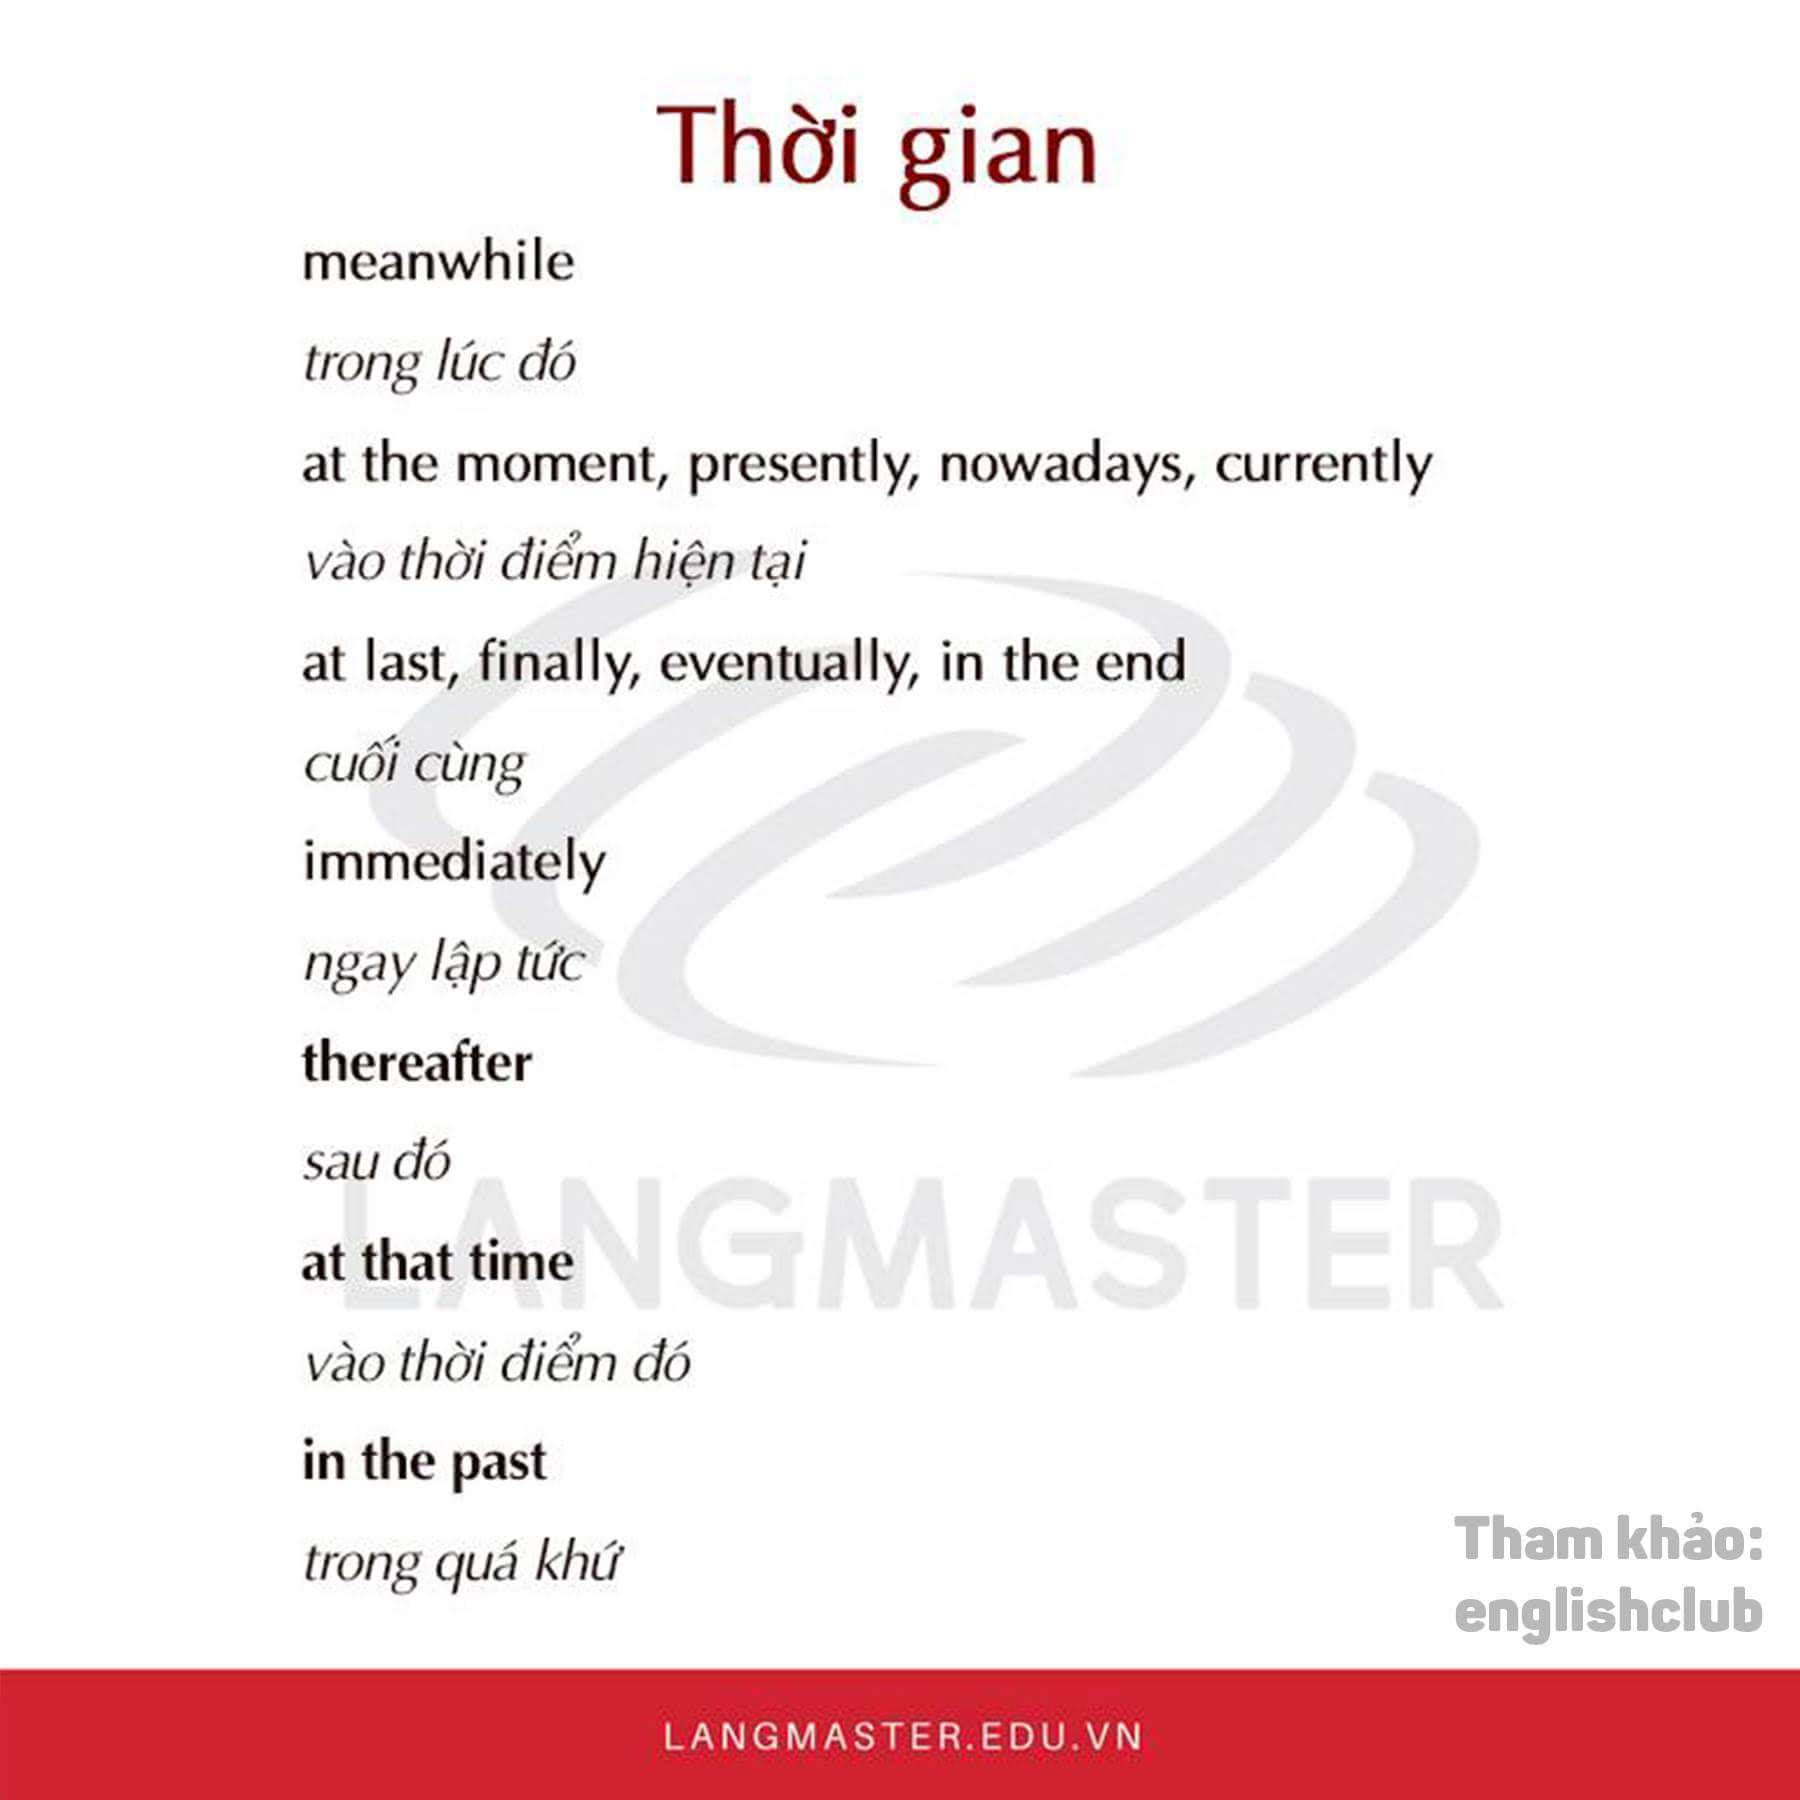 Thời gian
meanwhile
trong lúc đó
at the moment, presently, nowadays, currently
vào thời điểm hiện tại
at last, finally, eventually, in the end
cuối cùng
immediately
ngay lập tức
thereafter
sau đó
LANGMASTER
at that time
vào thời điểm đó
in the past
trong quá khứ
Tham khảo:
englishclub
LANGMASTER.EDU.VN